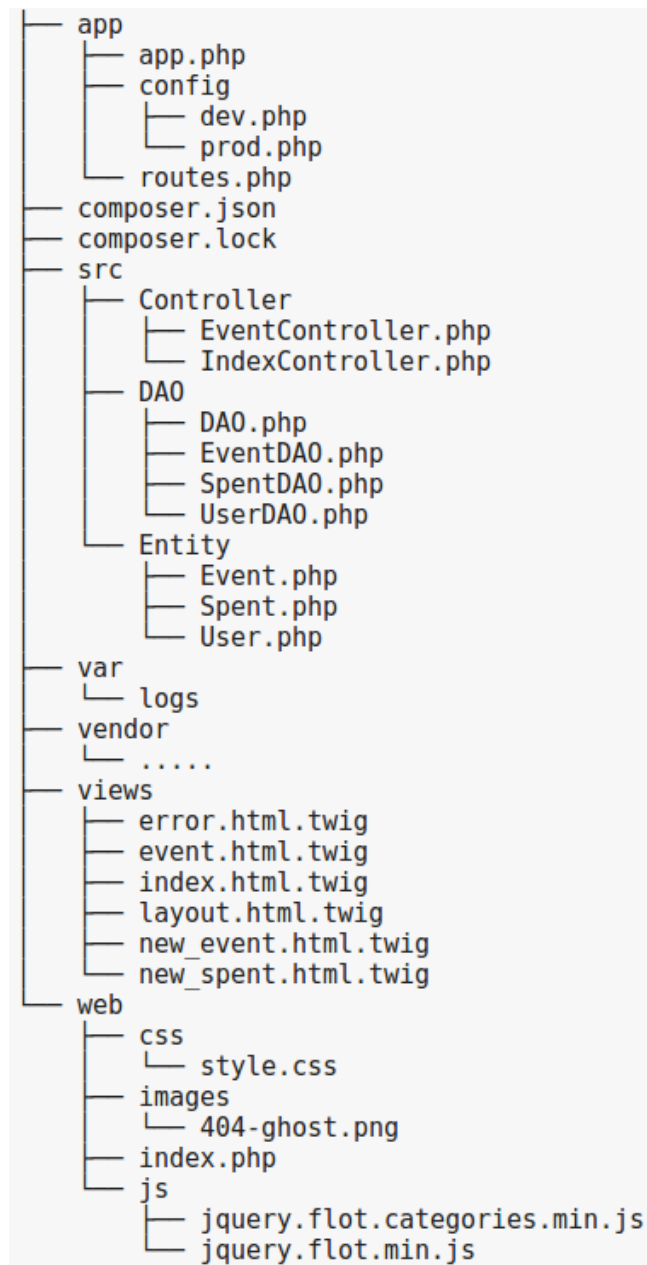 ├── app
│   ├── app.php
│   ├── config
│   │   ├── dev.php
│   │   └── prod.php
│   └── routes.php
├── composer.json
├── composer.lock
├── src
│   ├── Controller
│   │   ├── EventController.php
│   │   └── IndexController.php
│   ├── DAO
│   │   ├── DAO.php
│   │   ├── EventDAO.php
│   │   ├── SpentDAO.php
│   │   └── UserDAO.php
│   └── Entity
│       ├── Event.php
│       ├── Spent.php
│       └── User.php
├── var
│   └── logs
├── vendor
│   └── .....
├── views
│   ├── error.html.twig
│   ├── event.html.twig
│   ├── index.html.twig
│   ├── layout.html.twig
│   ├── new_event.html.twig
│   └── new_spent.html.twig
└── web
    ├── css
    │   └── style.css
    ├── images
    │   └── 404-ghost.png
    ├── index.php
    └── js
        ├── jquery.flot.categories.min.js
        └── jquery.flot.min.js